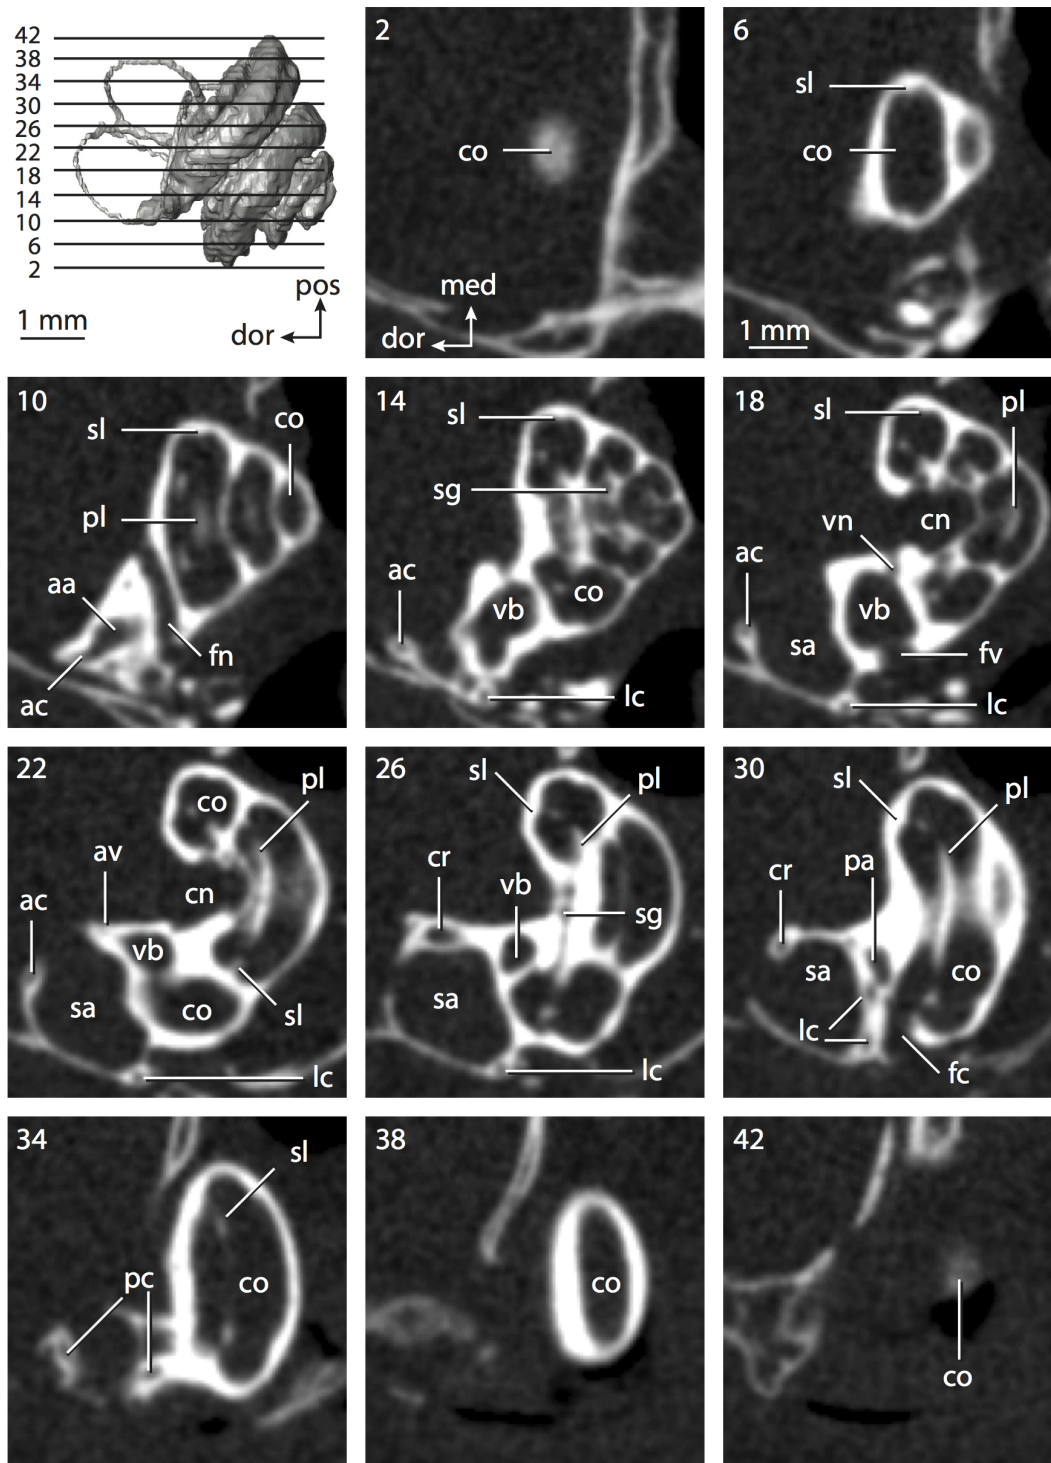 42
38
34
30
26
22
18
14
10
6
2
pos
1 mm
dor
2
co
med
dor
6
sl
co
1 mm
10
sl
co
pl
aa
fn
ac
14
sl
sg
ac
vb
co
lc
18
sl
pl
vn
cn
ac
vb
sa
fv
lc
22
co
pl
av
cn
ac
vb
sa
co
sl
lc
26
sl
pl
cr
vb
sg
sa
lc
30
sl
pl
pa
cr
sa
co
lc
fc
34
sl
pc
co
38
co
42
co